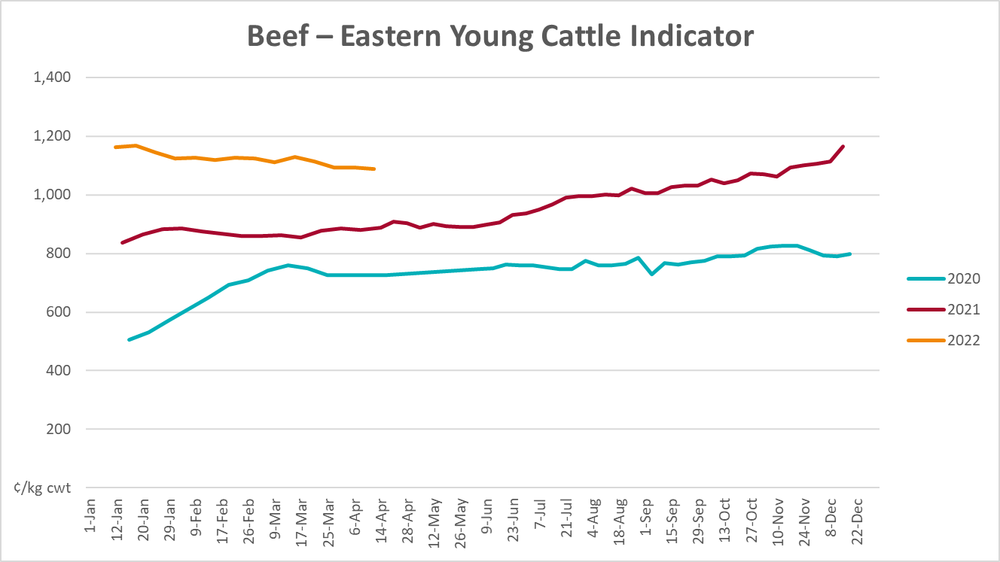 Beef – Eastern Young Cattle Indicator
1,400
1,200
1,000
800
600
400
200
¢/kg cwt
1-Jan
12-Jan
20-Jan
29-Jan
9-Feb
17-Feb
26-Feb
9-Mar
17-Mar
25-Mar
6-Apr
14-Apr
28-Apr
12-May
26-May
9-Jun
23-Jun
7-Jul
21-Jul
4-Aug
18-Aug
1-Sep
15-Sep
29-Sep
13-Oct
27-Oct
10-Nov
24-Nov
8-Dec
22-Dec
2020
2021
2022